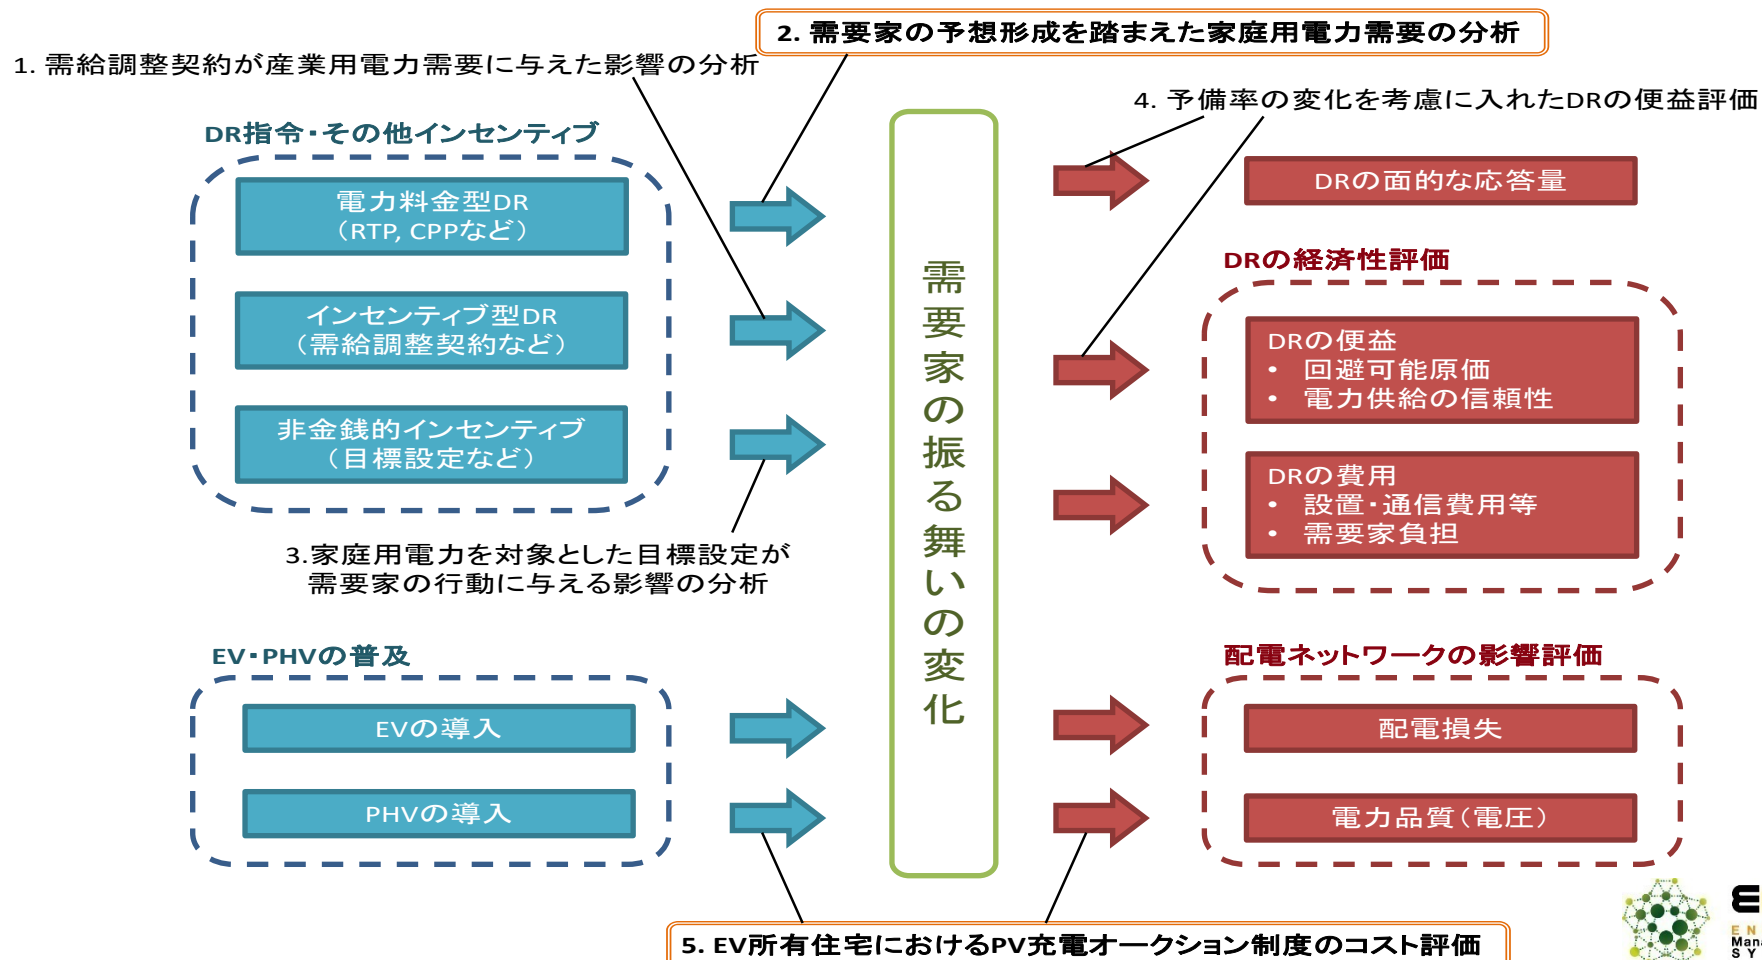 2. 需要家の予想形成を踏まえた家庭用電力需要の分析
1. 需給調整契約が産業用電力需要に与えた影響の分析
4. 予備率の変化を考慮に入れたDRの便益評価
DR指令・その他インセンティブ
電力料金型DR
（RTP, CPPなど）
インセンティブ型DR
（需給調整契約など）
非金銭的インセンティブ
（目標設定など）
3.家庭用電力を対象とした目標設定が
需要家の行動に与える影響の分析
EV・PHVの普及
EVの導入
PHVの導入
需要家の振る舞いの変化
DRの面的な応答量
DRの経済性評価
DRの便益
• 回避可能原価
• 電力供給の信頼性
DRの費用
• 設置・通信費用等
• 需要家負担
配電ネットワークの影響評価
配電損失
電力品質（電圧）
5. EV所有住宅におけるPV充電オークション制度のコスト評価
E
E N
Mana
S Y